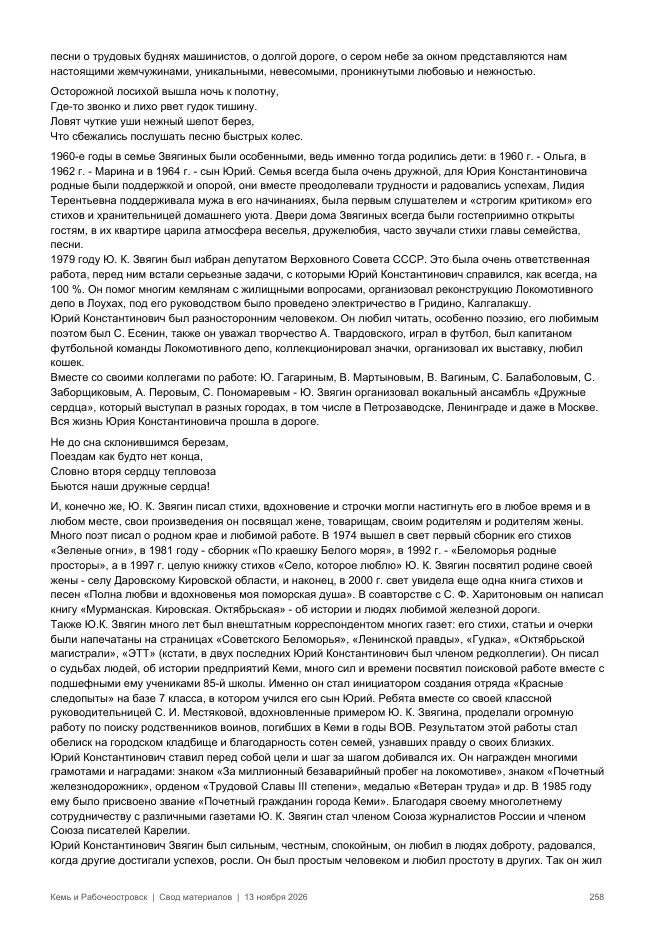 песни о трудовых буднях машинистов, о долгой дороге, о сером небе за окном представляются нам
настоящими жемчужинами, уникальными, невесомыми, проникнутыми любовью и нежностью.
Осторожной лосихой вышла ночь к полотну,
Где-то звонко и лихо рвет гудок тишину.
Ловят чуткие уши нежный шепот берез,
Что сбежались послушать песню быстрых колес.
1960-е годы в семье Звягиных были особенными, ведь именно тогда родились дети: в 1960 г. - Ольга, в
1962 г. - Марина и в 1964 г. - сын Юрий. Семья всегда была очень дружной, для Юрия Константиновича
родные были поддержкой и опорой, они вместе преодолевали трудности и радовались успехам, Лидия
Терентьевна поддерживала мужа в его начинаниях, была первым слушателем и «строгим критиком» его
стихов и хранительницей домашнего уюта. Двери дома Звягиных всегда были гостеприимно открыты
гостям, в их квартире царила атмосфера веселья, дружелюбия, часто звучали стихи главы семейства,
песни.
1979 году Ю. К. Звягин был избран депутатом Верховного Совета СССР. Это была очень ответственная
работа, перед ним встали серьезные задачи, с которыми Юрий Константинович справился, как всегда, на
100 %. Он помог многим кемлянам с жилищными вопросами, организовал реконструкцию Локомотивного
депо в Лоухах, под его руководством было проведено электричество в Гридино, Калгалакшу.
Юрий Константинович был разносторонним человеком. Он любил читать, особенно поэзию, его любимым
поэтом был С. Есенин, также он уважал творчество А. Твардовского, играл в футбол, был капитаном
футбольной команды Локомотивного депо, коллекционировал значки, организовал их выставку, любил
кошек.
Вместе со своими коллегами по работе: Ю. Гагариным, В. Мартыновым, В. Вагиным, С. Балаболовым, С.
Заборщиковым, А. Перовым, С. Пономаревым - Ю. Звягин организовал вокальный ансамбль «Дружные
сердца», который выступал в разных городах, в том числе в Петрозаводске, Ленинграде и даже в Москве.
Вся жизнь Юрия Константиновича прошла в дороге.
Не до сна склонившимся березам,
Поездам как будто нет конца,
Словно вторя сердцу тепловоза
Бьются наши дружные сердца!
И, конечно же, Ю. К. Звягин писал стихи, вдохновение и строчки могли настигнуть его в любое время и в
любом месте, свои произведения он посвящал жене, товарищам, своим родителям и родителям жены.
Много поэт писал о родном крае и любимой работе. В 1974 вышел в свет первый сборник его стихов
«Зеленые огни», в 1981 году - сборник «По краешку Белого моря», в 1992 г. - «Беломорья родные
просторы», а в 1997 г. целую книжку стихов «Село, которое люблю» Ю. К. Звягин посвятил родине своей
жены - селу Даровскому Кировской области, и наконец, в 2000 г. свет увидела еще одна книга стихов и
песен «Полна любви и вдохновенья моя поморская душа». В соавторстве с С. Ф. Харитоновым он написал
книгу «Мурманская. Кировская. Октябрьская» - об истории и людях любимой железной дороги.
Также Ю.К. Звягин много лет был внештатным корреспондентом многих газет: его стихи, статьи и очерки
были напечатаны на страницах «Советского Беломорья», «Ленинской правды», «Гудка», «Октябрьской
магистрали», «ЭТТ» (кстати, в двух последних Юрий Константинович был членом редколлегии). Он писал
о судьбах людей, об истории предприятий Кеми, много сил и времени посвятил поисковой работе вместе с
подшефными ему учениками 85-й школы. Именно он стал инициатором создания отряда «Красные
следопыты» на базе 7 класса, в котором учился его сын Юрий. Ребята вместе со своей классной
руководительницей С. И. Местяковой, вдохновленные примером Ю. К. Звягина, проделали огромную
работу по поиску родственников воинов, погибших в Кеми в годы ВОВ. Результатом этой работы стал
обелиск на городском кладбище и благодарность сотен семей, узнавших правду о своих близких.
Юрий Константинович ставил перед собой цели и шаг за шагом добивался их. Он награжден многими
грамотами и наградами: знаком «За миллионный безаварийный пробег на локомотиве», знаком «Почетный
железнодорожник», орденом «Трудовой Славы III степени», медалью «Ветеран труда» и др. В 1985 году
ему было присвоено звание «Почетный гражданин города Кеми». Благодаря своему многолетнему
сотрудничеству с различными газетами Ю. К. Звягин стал членом Союза журналистов России и членом
Союза писателей Карелии.
Юрий Константинович Звягин был сильным, честным, спокойным, он любил в людях доброту, радовался,
когда другие достигали успехов, росли. Он был простым человеком и любил простоту в других. Так он жил
Кемь и Рабочеостровск | Свод материалов | 13 ноября 2026
258